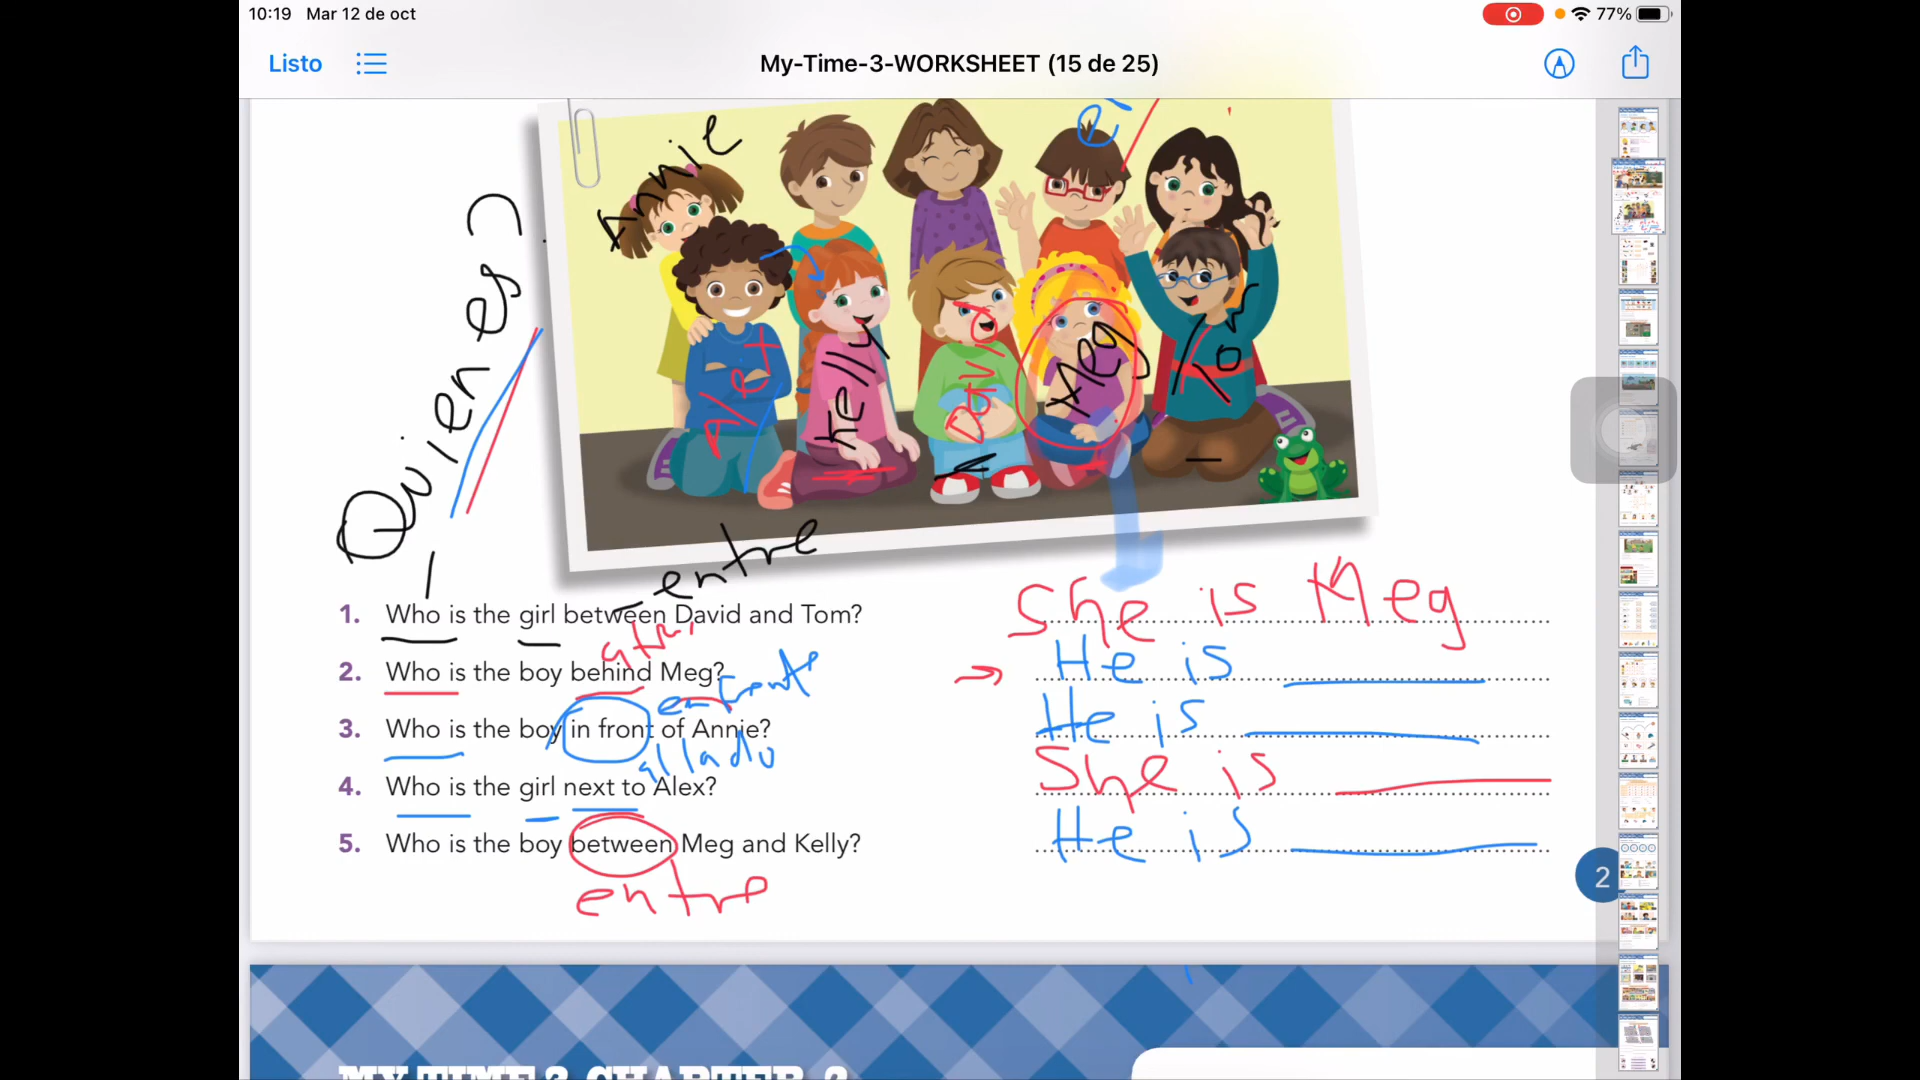 10:19 Mar 12 de oct 77%
Listo My-Time-3-WORKSHEET (15 de 25)
Annie
Quienes
Alex Kelly David Meg Tom
entre
1. Who is the girl between David and Tom? She is Meg
2. Who is the boy behind Meg? He is
enfrente
3. Who is the boy in front of Annie? He is
al lado
4. Who is the girl next to Alex? She is
5. Who is the boy between Meg and Kelly? He is
entre
2